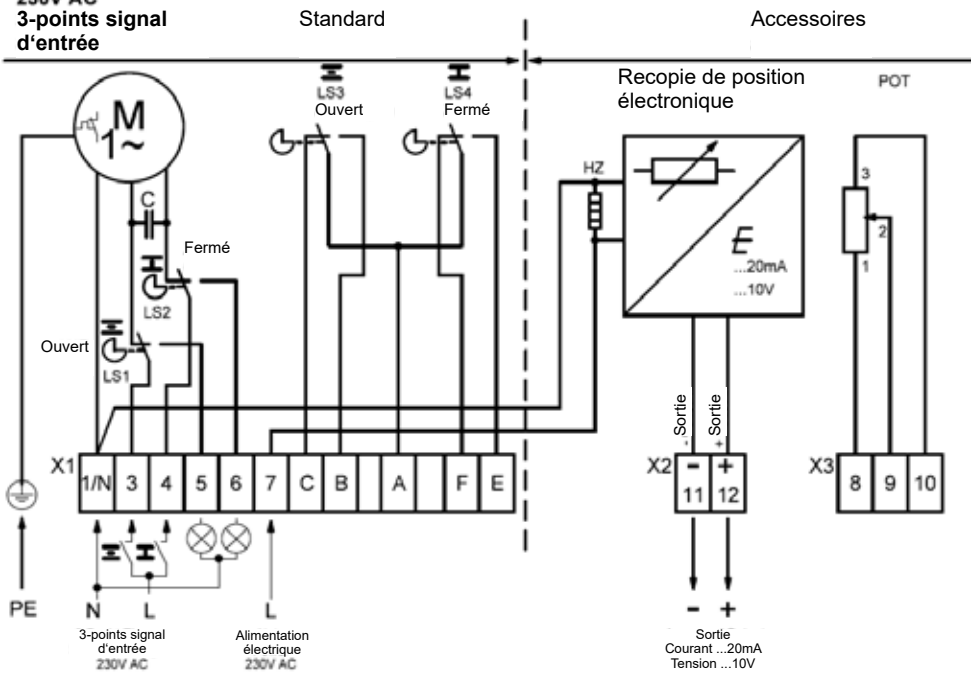 230V AC
3-points signal
d'entrée
Standard
Accessoires
LS3
Ouvert
LS4
Fermé
Recopie de position
électronique
POT
M
1~
HZ
C
3
2
1
E
...20mA
...10V
Fermé
LS2
Ouvert
LS1
- Sortie
+ Sortie
X1
1/N
3
4
5
6
7
C
B
A
F
E
X2
-
+
11
12
X3
8
9
10
PE
N
L
L
- +
3-points signal
d'entrée
230V AC
Alimentation
électrique
230V AC
Sortie
Courant ...20mA
Tension ...10V